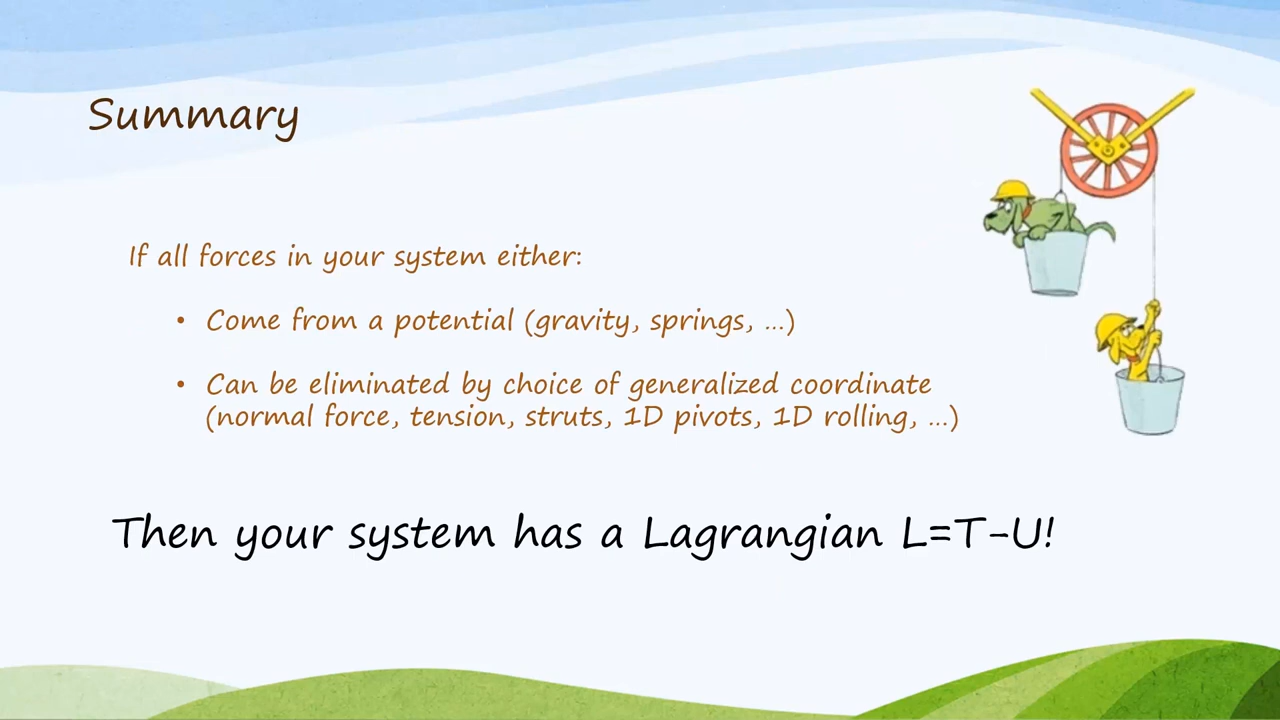 Summary
If all forces in your system either:
• Come from a potential (gravity, springs, …)
• Can be eliminated by choice of generalized coordinate
(normal force, tension, struts, 1D pivots, 1D rolling, …)
Then your system has a Lagrangian L=T-U!